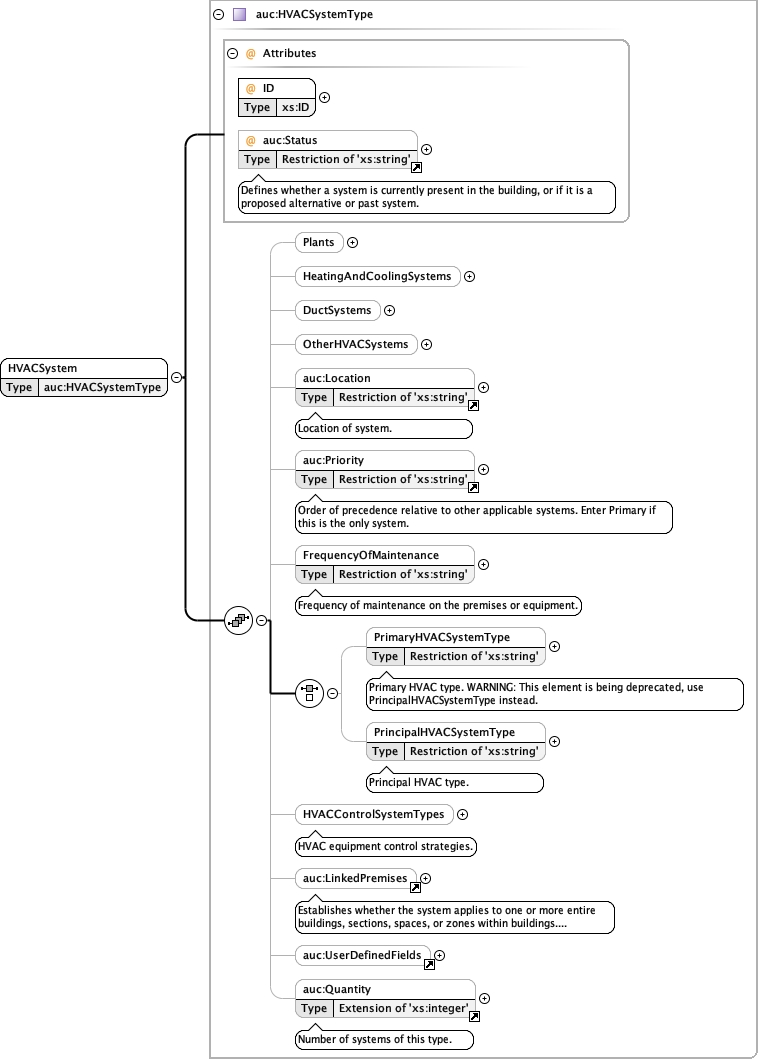 auc:HVACSystemType
@ Attributes
@ ID
Type xs:ID
@ auc:Status
Type Restriction of 'xs:string'
Defines whether a system is currently present in the building, or if it is a
proposed alternative or past system.
Plants
HeatingAndCoolingSystems
DuctSystems
OtherHVACSystems
HVACSystem
Type auc:HVACSystemType
auc:Location
Type Restriction of 'xs:string'
Location of system.
auc:Priority
Type Restriction of 'xs:string'
Order of precedence relative to other applicable systems. Enter Primary if
this is the only system.
FrequencyOfMaintenance
Type Restriction of 'xs:string'
Frequency of maintenance on the premises or equipment.
PrimaryHVACSystemType
Type Restriction of 'xs:string'
Primary HVAC type. WARNING: This element is being deprecated, use
PrincipalHVACSystemType instead.
PrincipalHVACSystemType
Type Restriction of 'xs:string'
Principal HVAC type.
HVACControlSystemTypes
HVAC equipment control strategies.
auc:LinkedPremises
Establishes whether the system applies to one or more entire
buildings, sections, spaces, or zones within buildings....
auc:UserDefinedFields
auc:Quantity
Type Extension of 'xs:integer'
Number of systems of this type.